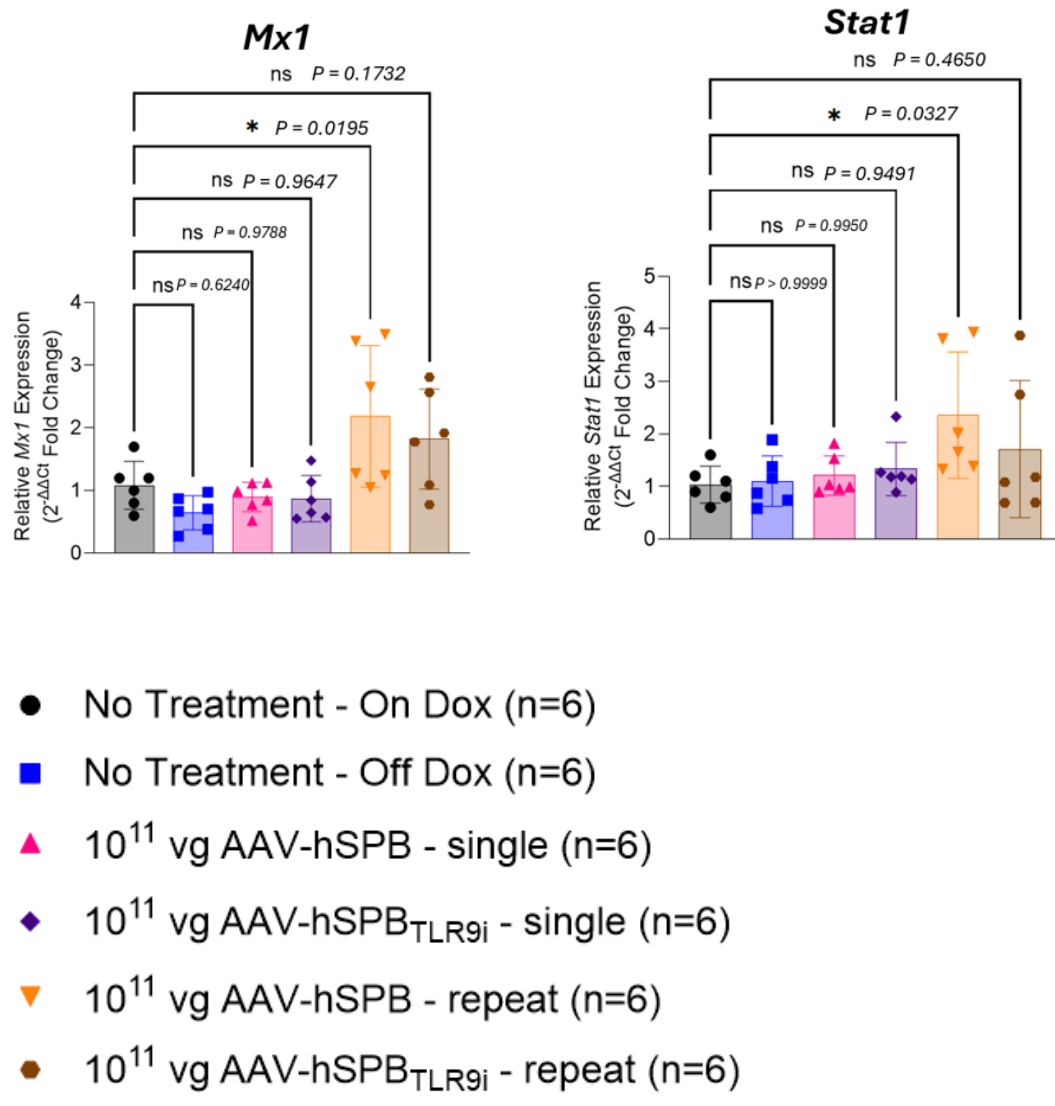 Mx1
ns P = 0.1732
* P = 0.0195
ns P = 0.9647
ns P = 0.9788
ns P = 0.6240
Relative Mx1 Expression
(2^-ΔΔCt Fold Change)
4
3
2
1
0
Stat1
ns P = 0.4650
* P = 0.0327
ns P = 0.9491
ns P = 0.9950
ns P > 0.9999
Relative Stat1 Expression
(2^-ΔΔCt Fold Change)
5
4
3
2
1
0
No Treatment - On Dox (n=6)
No Treatment - Off Dox (n=6)
10^11 vg AAV-hSPB - single (n=6)
10^11 vg AAV-hSPB_TLR9i - single (n=6)
10^11 vg AAV-hSPB - repeat (n=6)
10^11 vg AAV-hSPB_TLR9i - repeat (n=6)